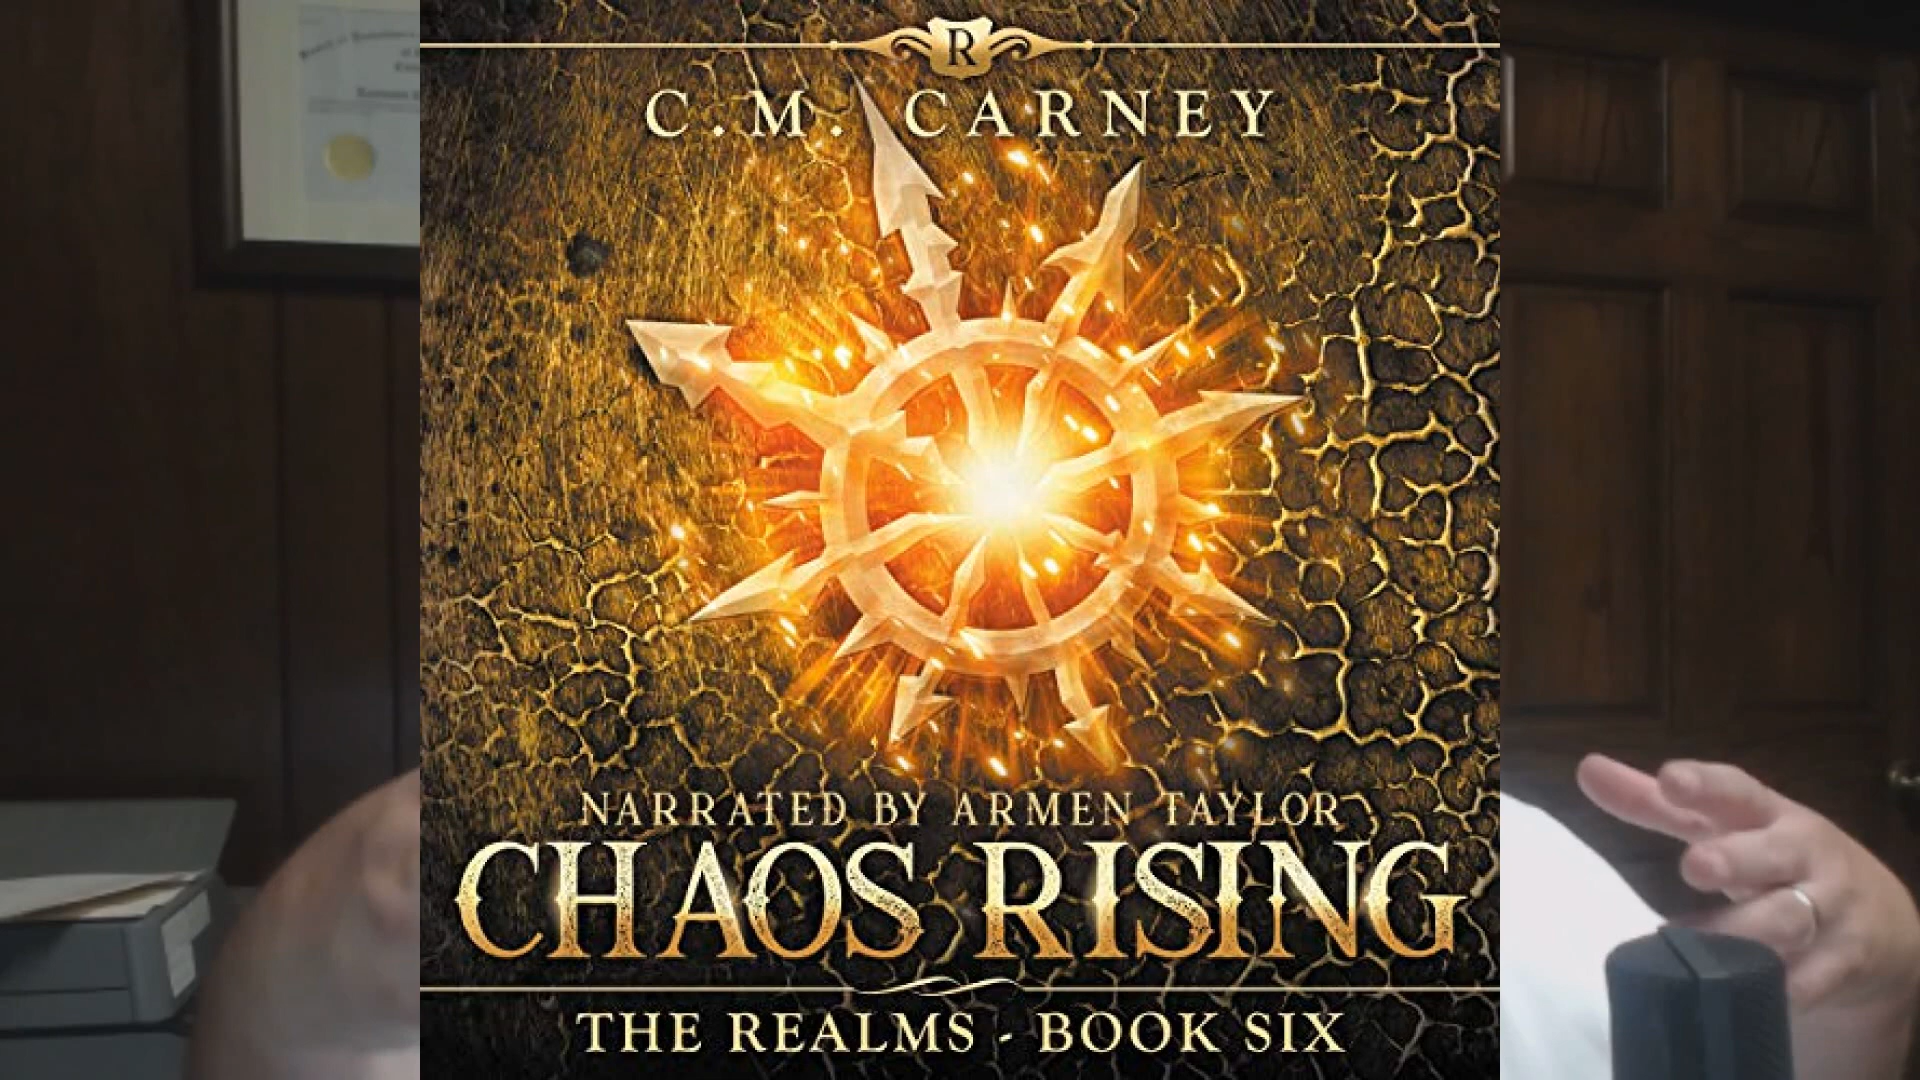 R
C.M. CARNEY
NARRATED BY ARMEN TAYLOR
CHAOS RISING
THE REALMS - BOOK SIX